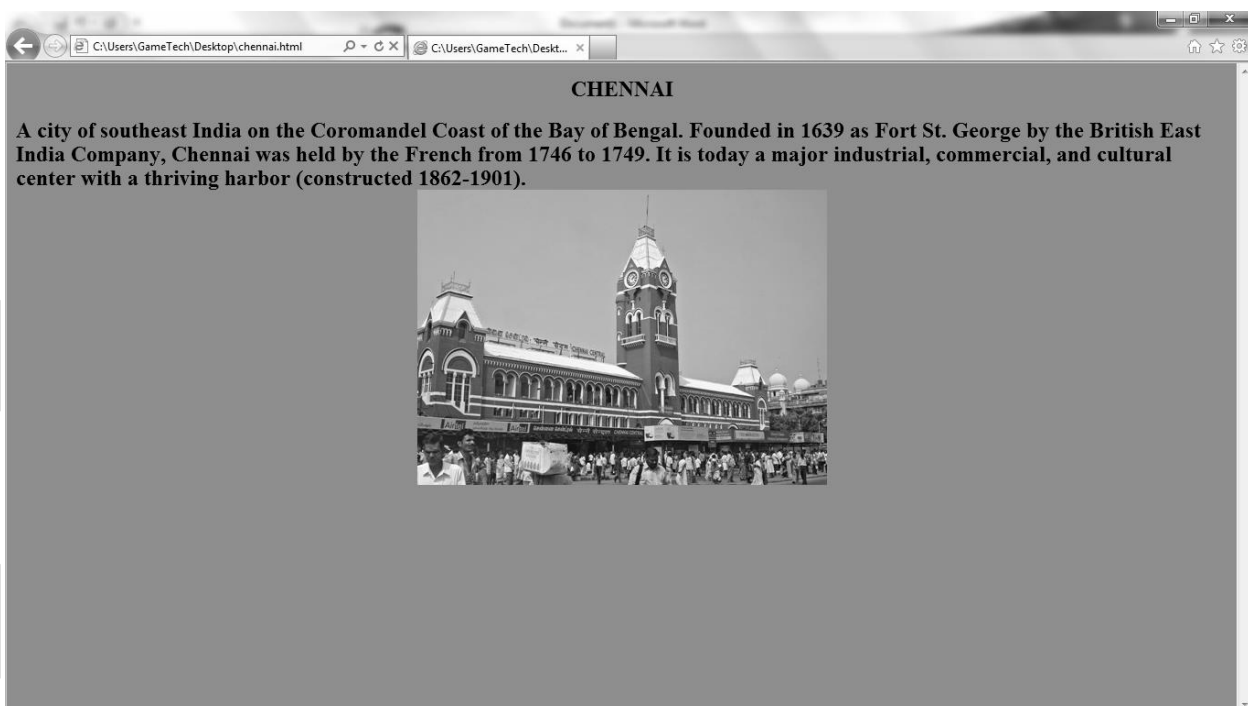 C:\Users\GameTech\Desktop\chennai.html
C:\Users\GameTech\Deskt...
CHENNAI
A city of southeast India on the Coromandel Coast of the Bay of Bengal. Founded in 1639 as Fort St. George by the British East
India Company, Chennai was held by the French from 1746 to 1749. It is today a major industrial, commercial, and cultural
center with a thriving harbor (constructed 1862-1901).
CHENNAI CENTRAL